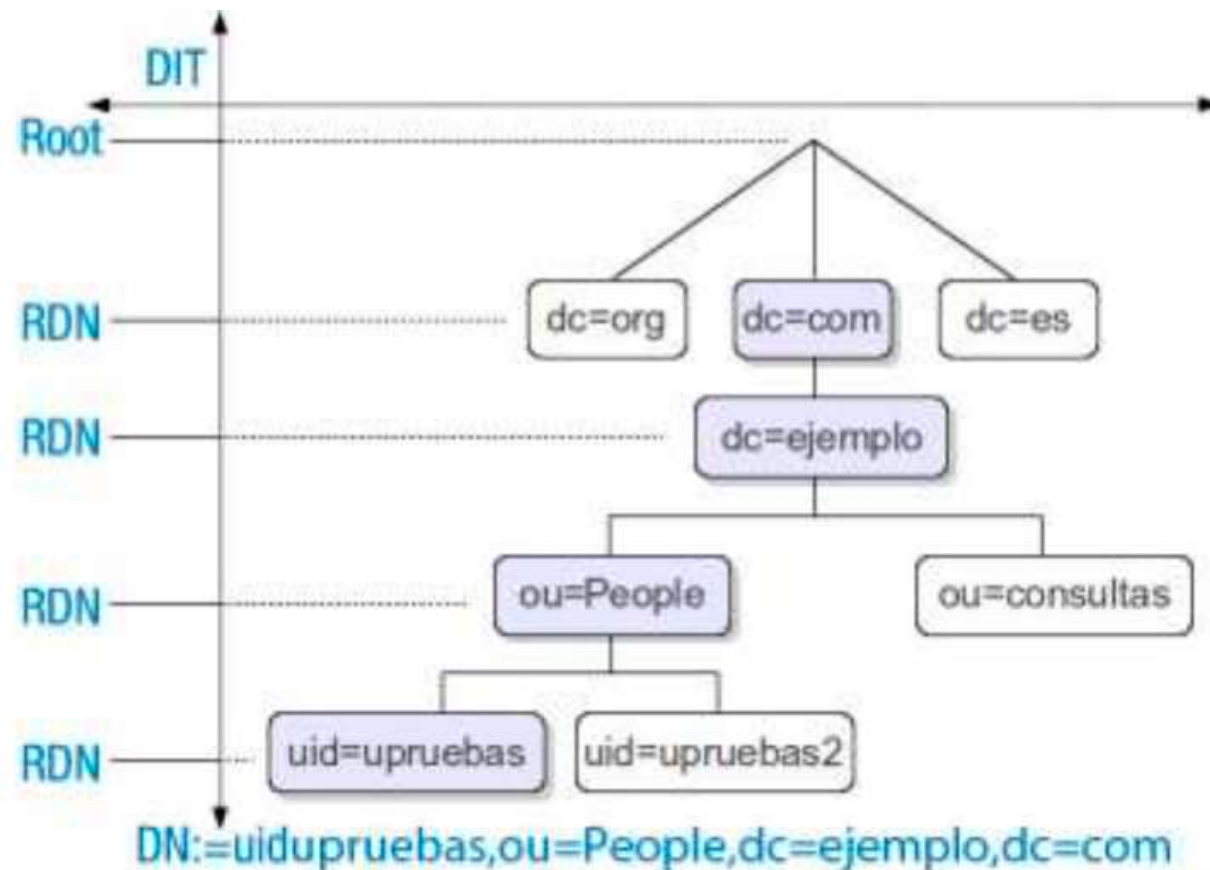 DIT
Root
RDN dc=org dc=com dc=es
RDN dc=ejemplo
RDN ou=People ou=consultas
RDN uid=upruebas uid=upruebas2
DN:=uidupruebas,ou=People,dc=ejemplo,dc=com